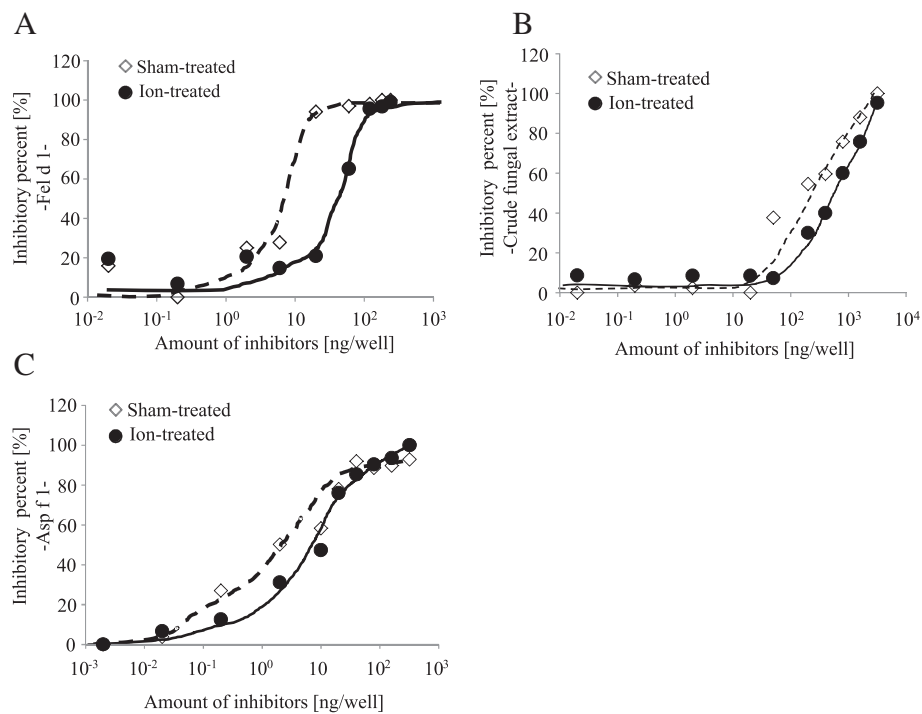 A
Inhibitory percent [%]
-Fel d 1-
Sham-treated
Ion-treated
120
100
80
60
40
20
0
10-2 10-1 100 10 102 103
Amount of inhibitors [ng/well]
B
Inhibitory percent [%]
-Crude fungal extract-
Sham-treated
Ion-treated
120
100
80
60
40
20
0
10-2 10-1 100 10 102 103 104
Amount of inhibitors [ng/well]
C
Inhibitory percent [%]
-Asp f 1-
Sham-treated
Ion-treated
120
100
80
60
40
20
0
10-3 10-2 10-1 100 10 102 103
Amount of inhibitors [ng/well]